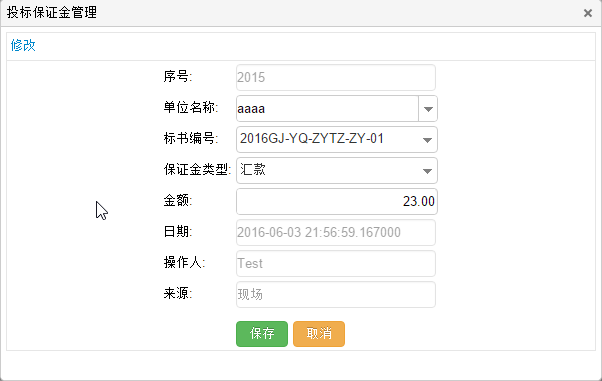 投标保证金管理
修改
序号: 2015
单位名称: aaaa
标书编号: 2016GJ-YQ-ZYTZ-ZY-01
保证金类型: 汇款
金额: 23.00
日期: 2016-06-03 21:56:59.167000
操作人: Test
来源: 现场
保存 取消